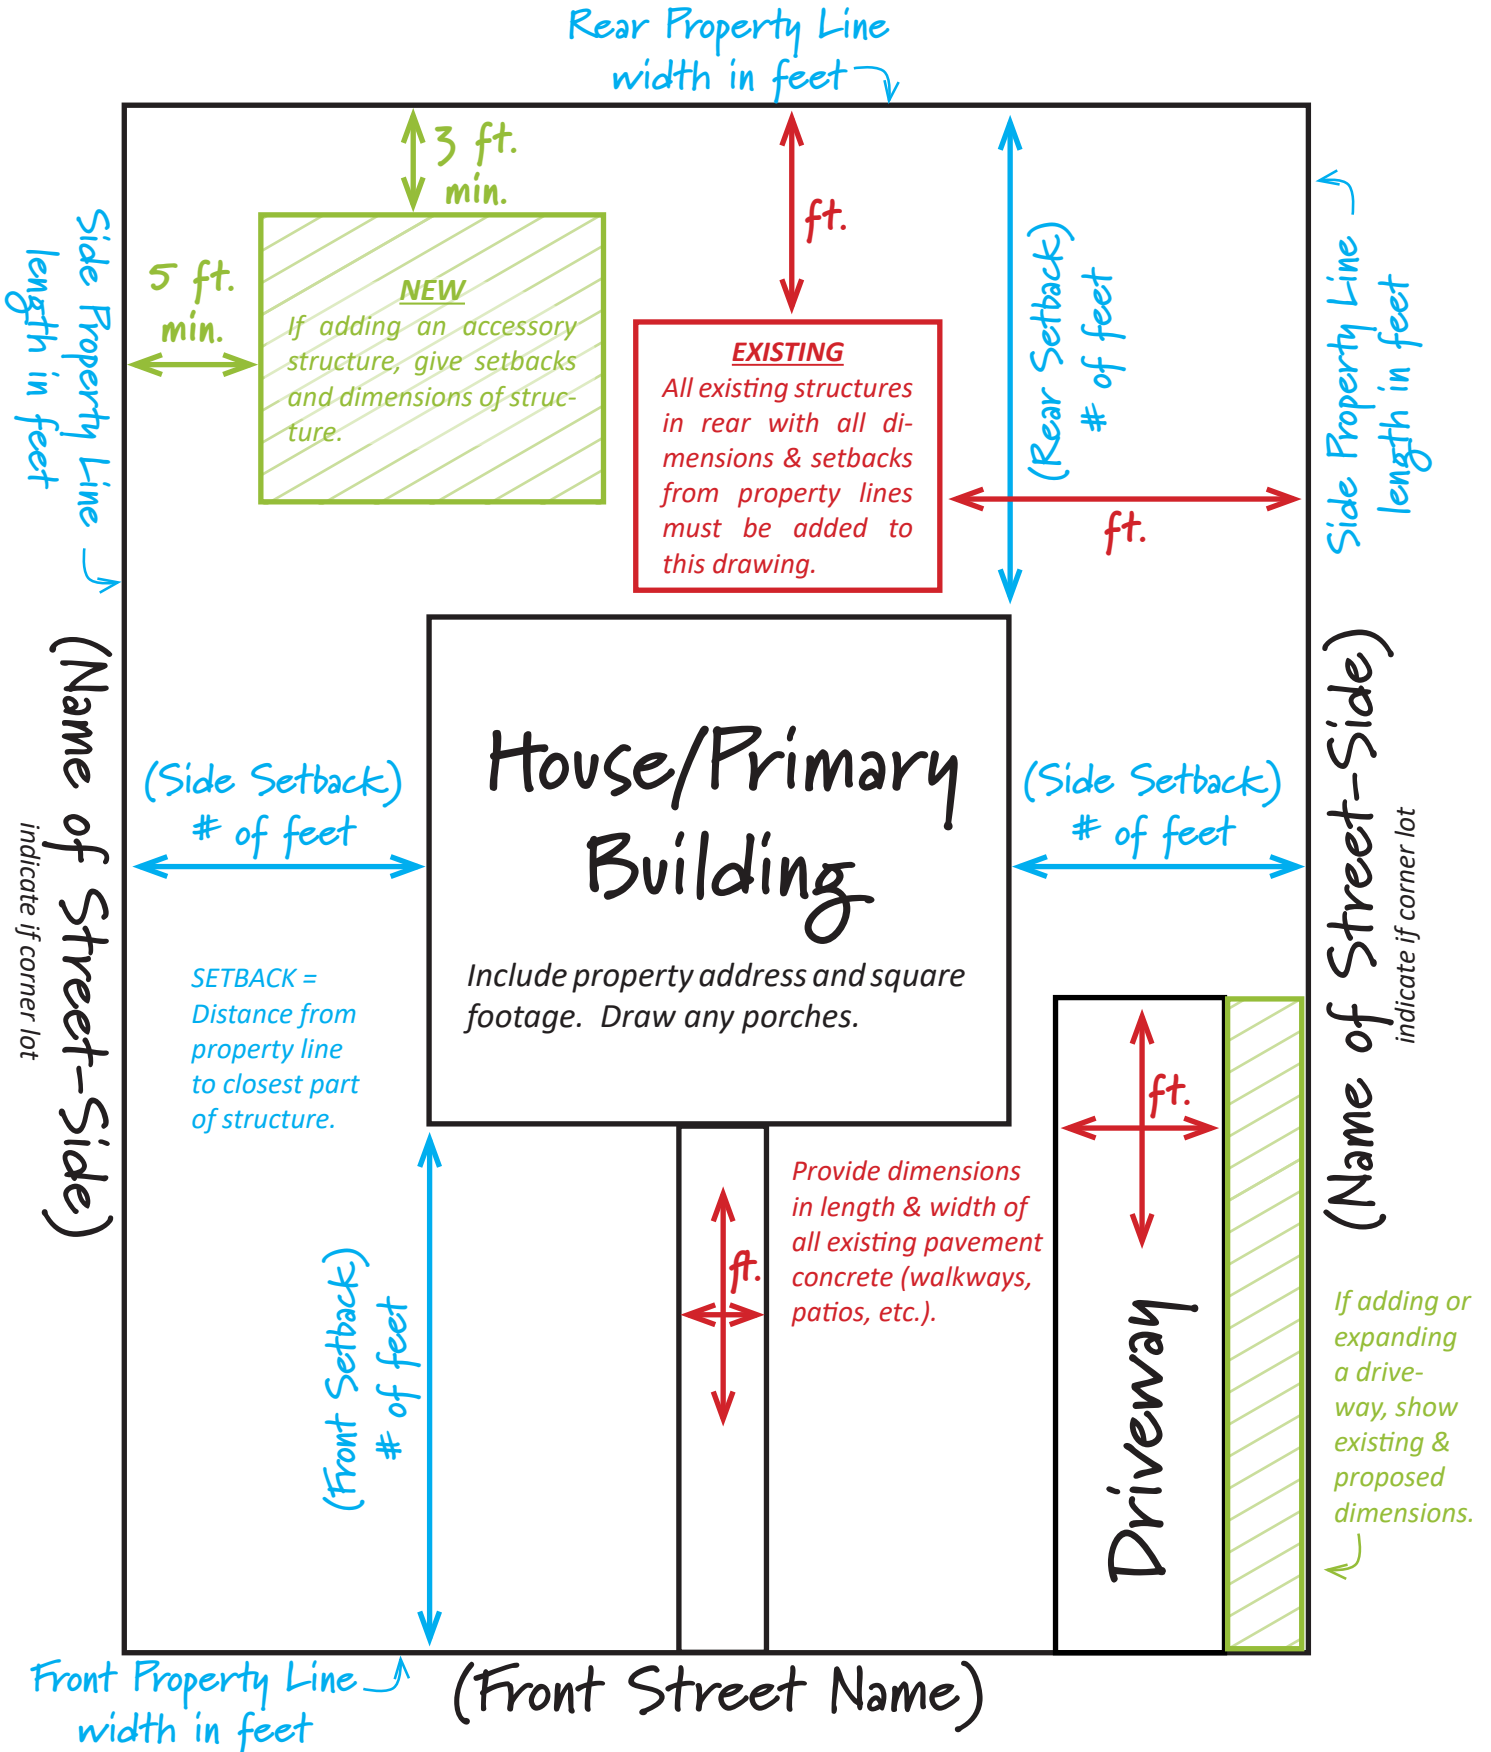 Rear Property Line
width in feet
3 ft.
min.
5 ft.
min.
NEW
If adding an accessory
structure, give setbacks
and dimensions of struc-
ture.
ft.
EXISTING
All existing structures
in rear with all di-
mensions & setbacks
from property lines
must be added to
this drawing.
(Rear Setback)
# of feet
ft.
Side Property Line
length in feet
Side Property Line
length in feet
(Name of Street-Side)
indicate if corner lot
(Side Setback)
# of feet
House/Primary
Building
Include property address and square
footage. Draw any porches.
(Side Setback)
# of feet
(Name of Street-Side)
indicate if corner lot
SETBACK =
Distance from
property line
to closest part
of structure.
(Front Setback)
# of feet
ft.
Provide dimensions
in length & width of
all existing pavement
concrete (walkways,
patios, etc.).
ft.
Driveway
If adding or
expanding
a drive-
way, show
existing &
proposed
dimensions.
Front Property Line
width in feet
(Front Street Name)